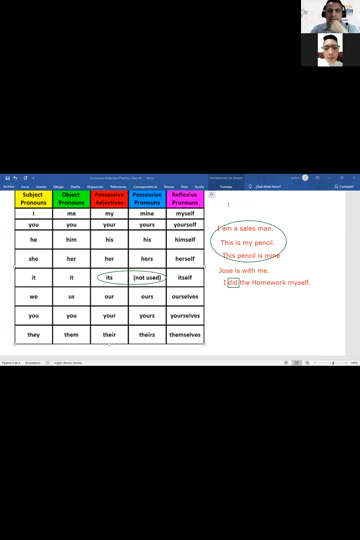 Subject Pronouns Object Pronouns Possessive Adjectives Possessive Pronouns Reflexive Pronouns
I me my mine myself
you you your yours yourself
he him his his himself
she her her hers herself
it it its (not used) itself
we us our ours ourselves
you you your yours yourselves
they them their theirs themselves
I am a sales man.
This is my pencil.
This pencil is mine
Jose is with me.
I did the Homework myself.